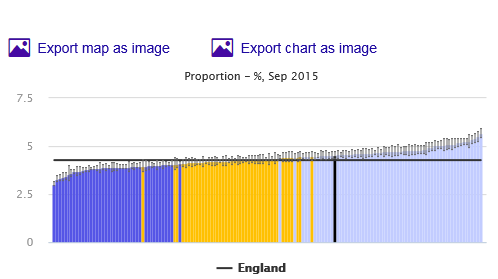 Export map as image Export chart as image
Proportion – %, Sep 2015
7.5
5
2.5
0
England